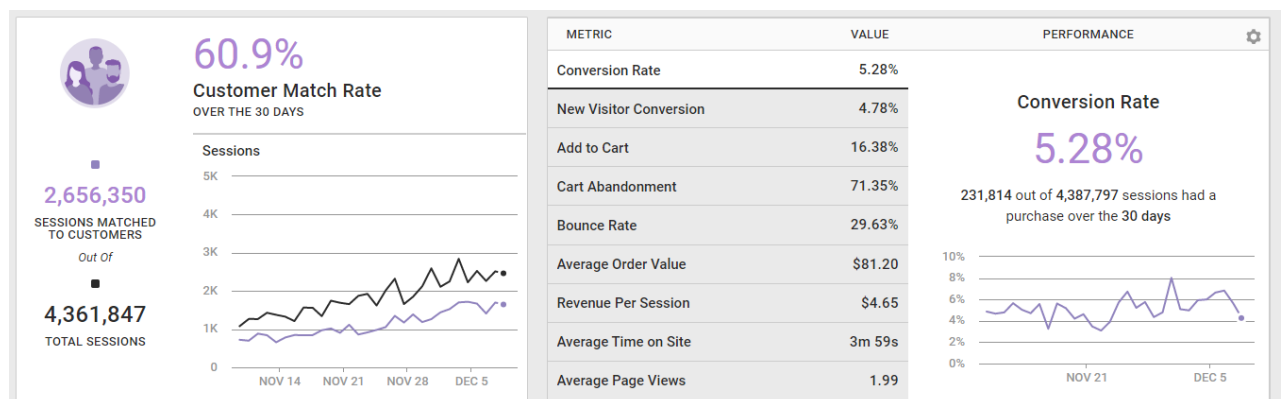 60.9%
Customer Match Rate
OVER THE 30 DAYS
2,656,350
SESSIONS MATCHED
TO CUSTOMERS
Out Of
4,361,847
TOTAL SESSIONS
Sessions
5K
4K
3K
2K
1K
0
NOV 14 NOV 21 NOV 28 DEC 5
METRIC VALUE PERFORMANCE
Conversion Rate 5.28%
New Visitor Conversion 4.78%
Add to Cart 16.38%
Cart Abandonment 71.35%
Bounce Rate 29.63%
Average Order Value $81.20
Revenue Per Session $4.65
Average Time on Site 3m 59s
Average Page Views 1.99
Conversion Rate
5.28%
231,814 out of 4,387,797 sessions had a
purchase over the 30 days
10%
8%
6%
4%
2%
0%
NOV 21 DEC 5